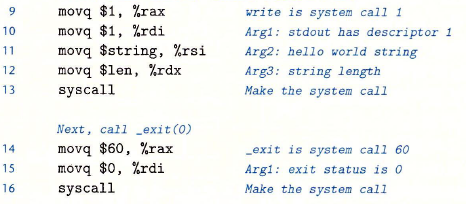 9 movq $1, %rax write is system call 1
10 movq $1, %rdi Arg1: stdout has descriptor 1
11 movq $string, %rsi Arg2: hello world string
12 movq $len, %rdx Arg3: string length
13 syscall Make the system call
Next, call _exit(0)
14 movq $60, %rax _exit is system call 60
15 movq $0, %rdi Arg1: exit status is 0
16 syscall Make the system call